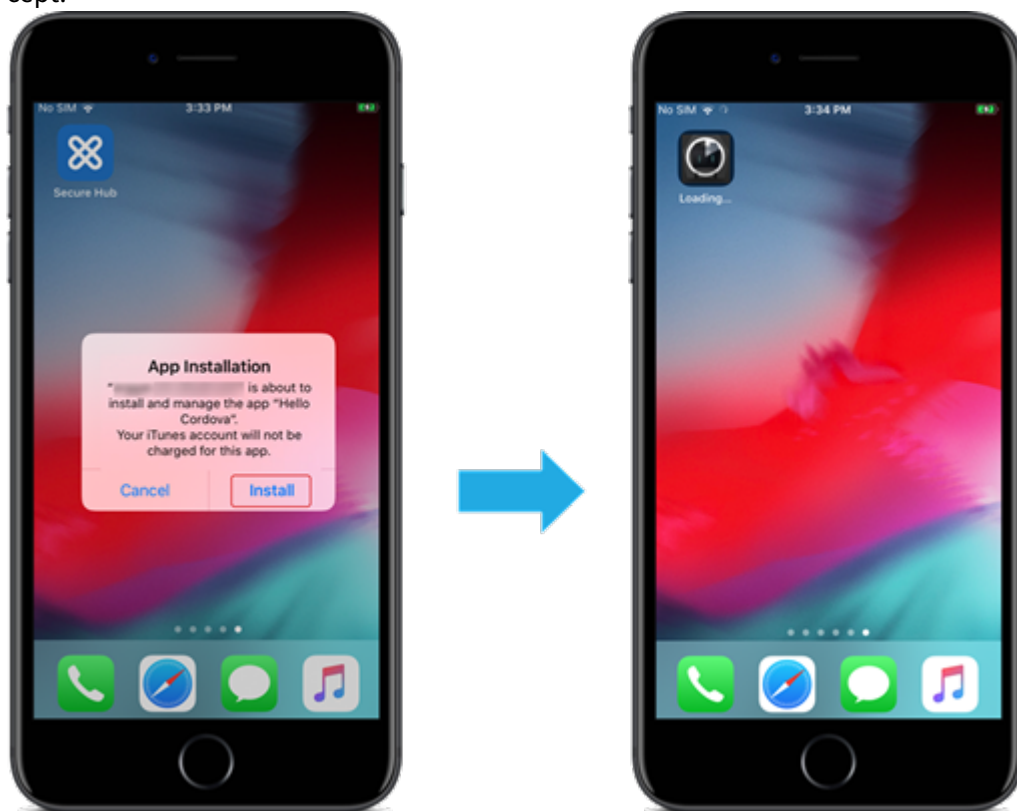 cept.
No SIM 3:33 PM
Secure Hub
App Installation
" is about to
install and manage the app "Hello
Cordova".
Your iTunes account will not be
charged for this app.
Cancel Install
No SIM 3:34 PM
Loading...